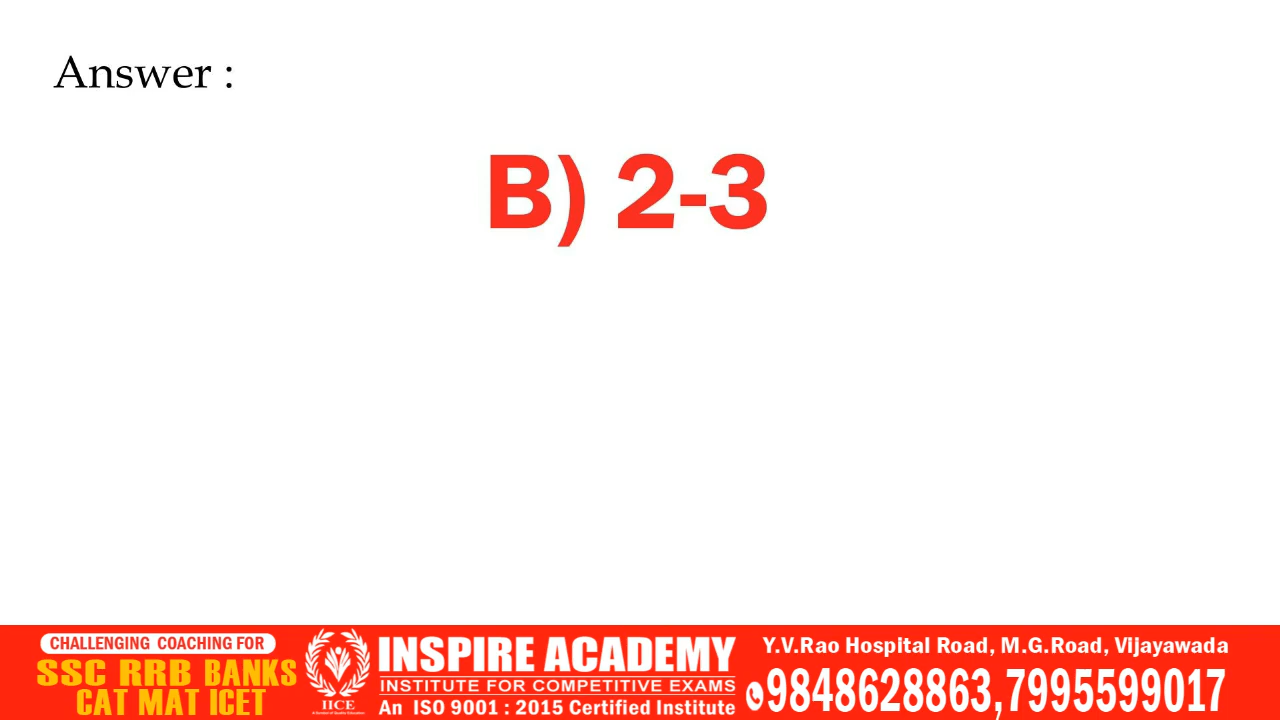 Answer :
B) 2-3
CHALLENGING COACHING FOR
SSC RRB BANKS
CAT MAT ICET
IICE
INSPIRE ACADEMY
INSTITUTE FOR COMPETITIVE EXAMS
An ISO 9001 : 2015 Certified Institute
Y.V.Rao Hospital Road, M.G.Road, Vijayawada
9848628863,7995599017